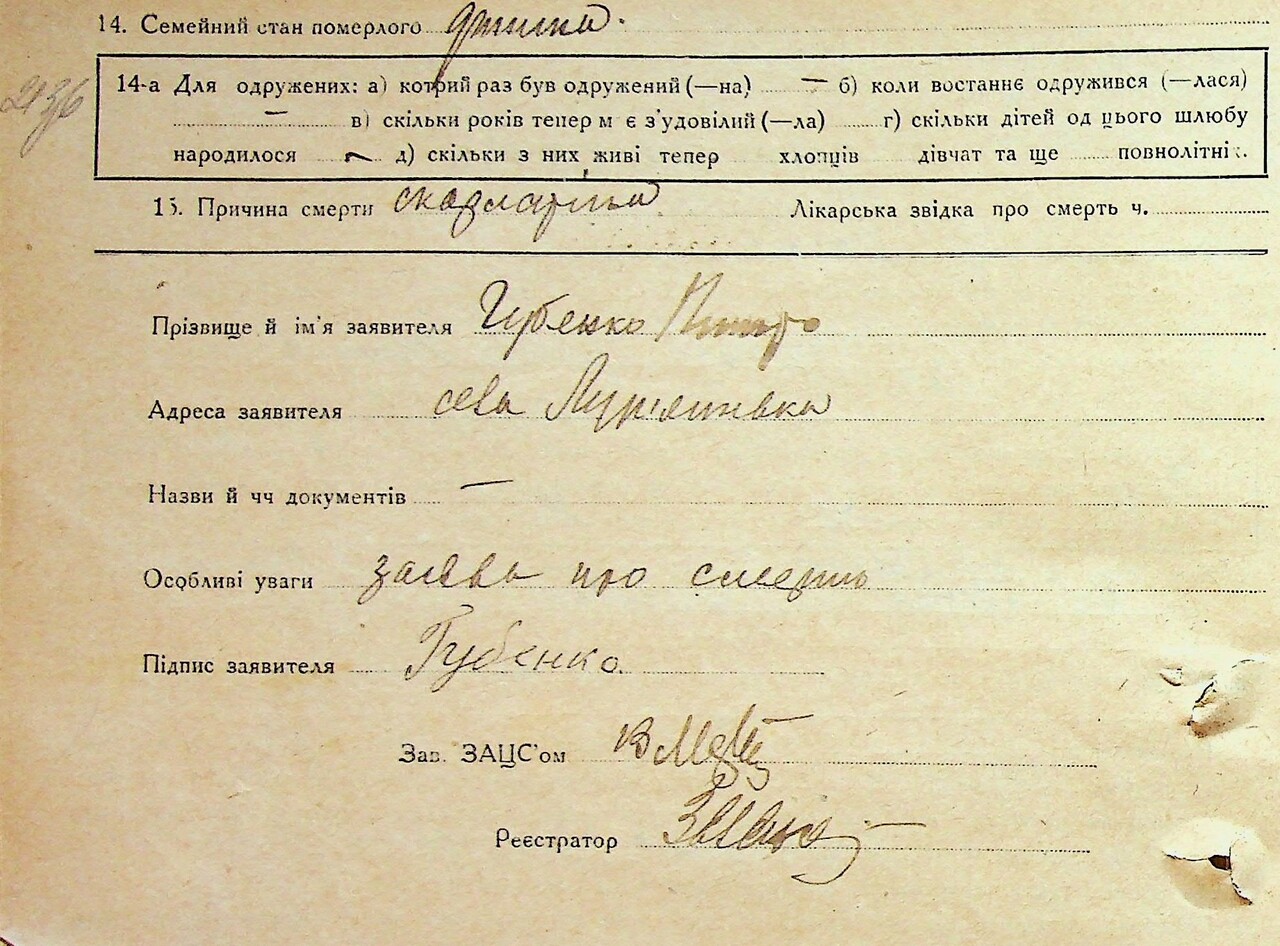 14. Семейний стан померлого дитина.
14-а Для одружених: а) котрий раз був одружений (—на) — б) коли востаннє одружився (—лася)
— в) скільки років тепер м є з'удовілий (—ла) г) скільки дітей од цього шлюбу
народилося — д) скільки з них живі тепер хлопців дівчат та ще повнолітніх.
436
15. Причина смерти скарлатина Лікарська звідка про смерть ч.
Прізвище й ім'я заявителя Губенко
Адреса заявителя села
Назви й чч документів —
Особливі уваги заява про смерть
Підпис заявителя Губенко
Зав. ЗАЦС'ом
Реєстратор